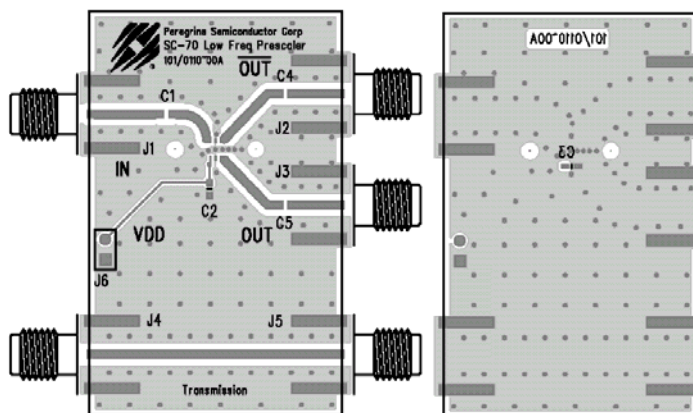 Peregrine Semiconductor Corp
SC-70 Low Freq Prescaler
101/0110-00A
OUT
C1
C4
J1
J2
IN
J3
C2
C5
VDD
OUT
J6
J4
J5
Transmission
101/0110-00A
C3